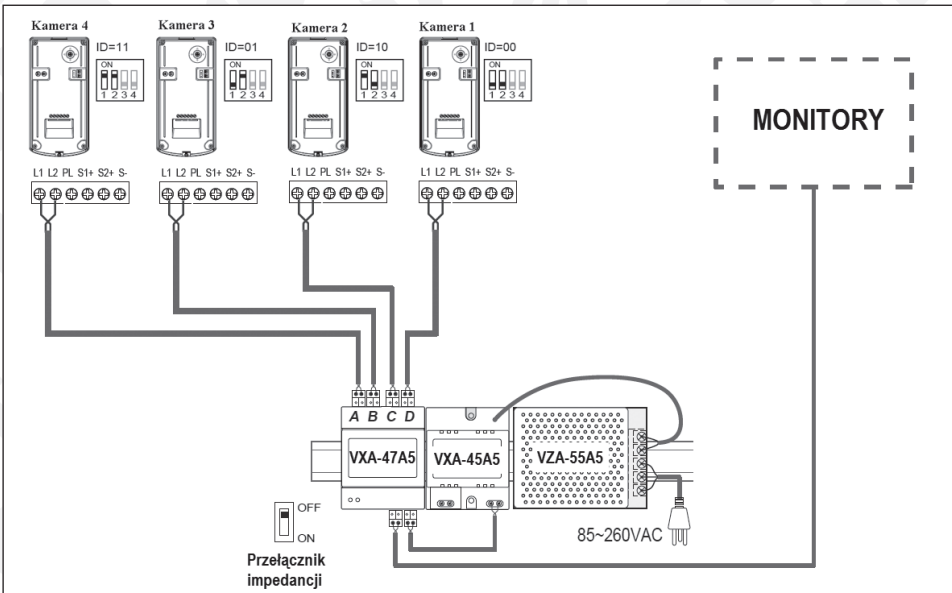 Kamera 4
Kamera 3
Kamera 2
Kamera 1
ID=11
ID=01
ID=10
ID=00
ON
1 2 3 4
ON
1 2 3 4
ON
1 2 3 4
ON
1 2 3 4
MONITORY
L1 L2 PL S1+ S2+ S-
L1 L2 PL S1+ S2+ S-
L1 L2 PL S1+ S2+ S-
L1 L2 PL S1+ S2+ S-
A B C D
VXA-47A5
VXA-45A5
VZA-55A5
OFF
ON
Przełącznik
impedancji
85~260VAC